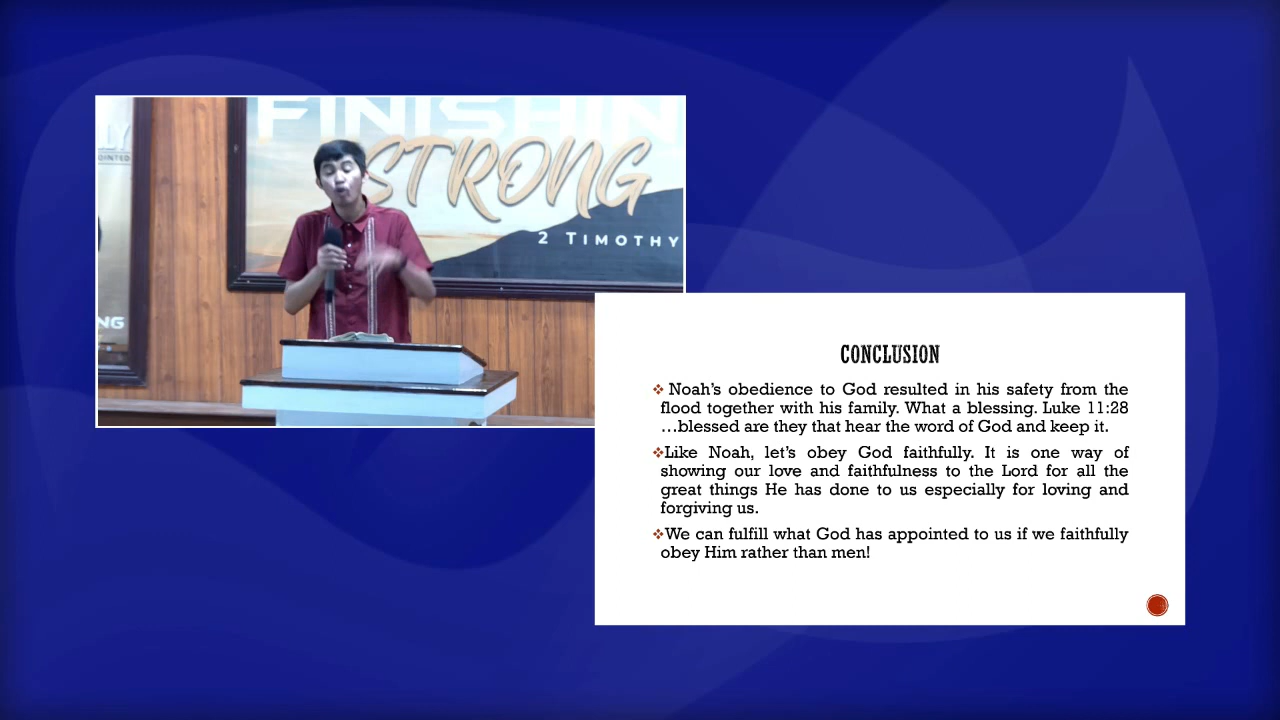 FINISHIN
STRONG
2 TIMOTHY
LLY
OINTED
NG
CONCLUSION
❖ Noah's obedience to God resulted in his safety from the
flood together with his family. What a blessing. Luke 11:28
…blessed are they that hear the word of God and keep it.
❖Like Noah, let's obey God faithfully. It is one way of
showing our love and faithfulness to the Lord for all the
great things He has done to us especially for loving and
forgiving us.
❖We can fulfill what God has appointed to us if we faithfully
obey Him rather than men!